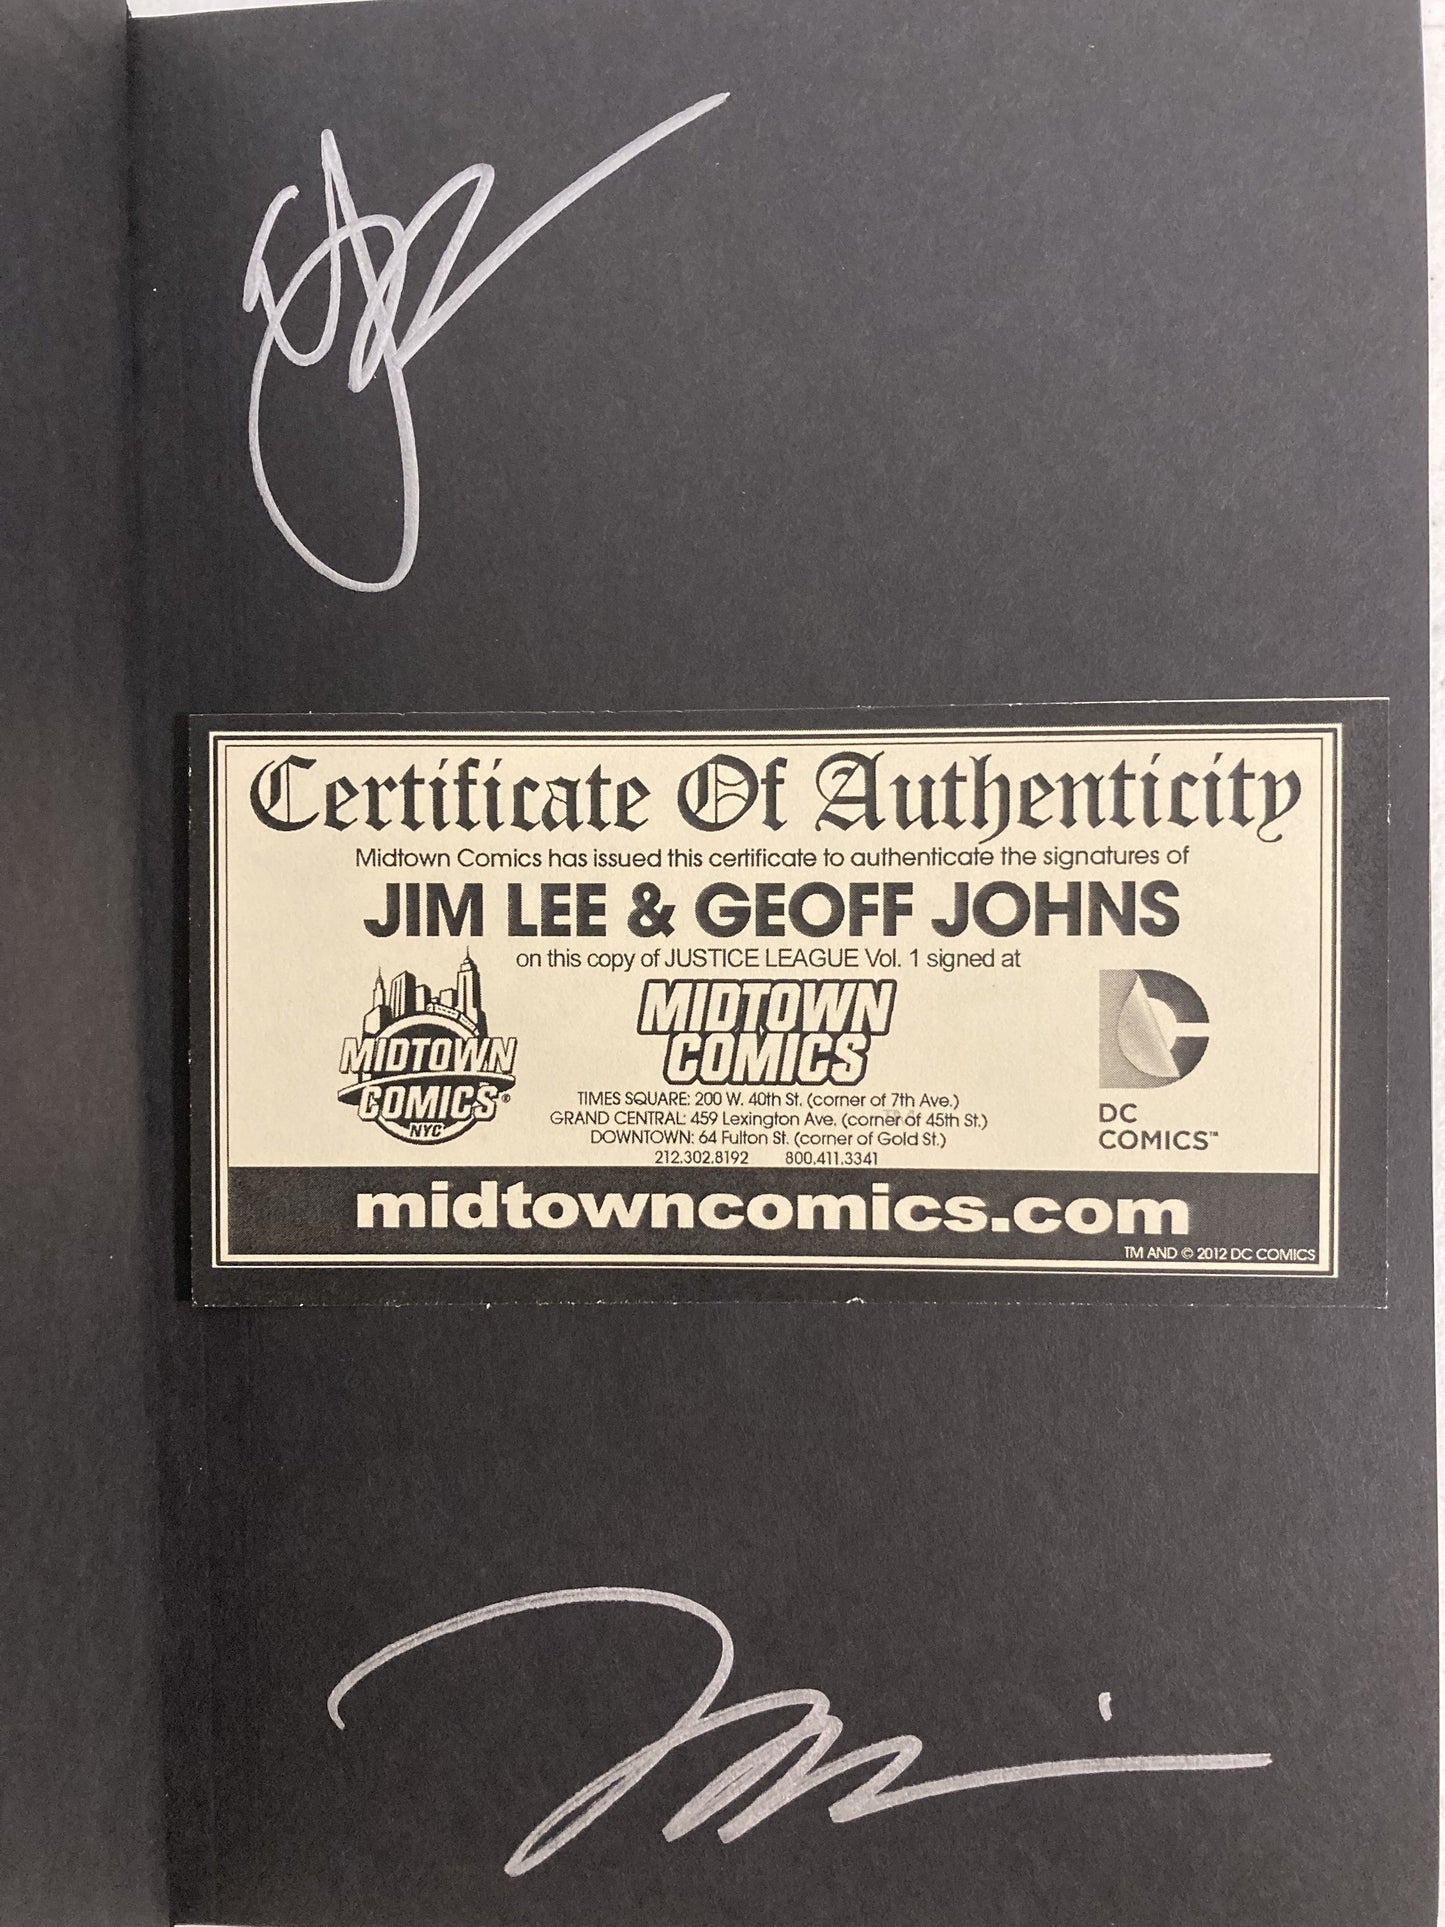 Certificate Of Authenticity
Midtown Comics has issued this certificate to authenticate the signatures of
JIM LEE & GEOFF JOHNS
on this copy of JUSTICE LEAGUE Vol. 1 signed at
MIDTOWN
COMICS
MIDTOWN
COMICS®
NYC
TIMES SQUARE: 200 W. 40th St. (corner of 7th Ave.)
GRAND CENTRAL: 459 Lexington Ave. (corner of 45th St.)
DOWNTOWN: 64 Fulton St. (corner of Gold St.)
212.302.8192 800.411.3341
DC
COMICS™
midtowncomics.com
TM AND © 2012 DC COMICS